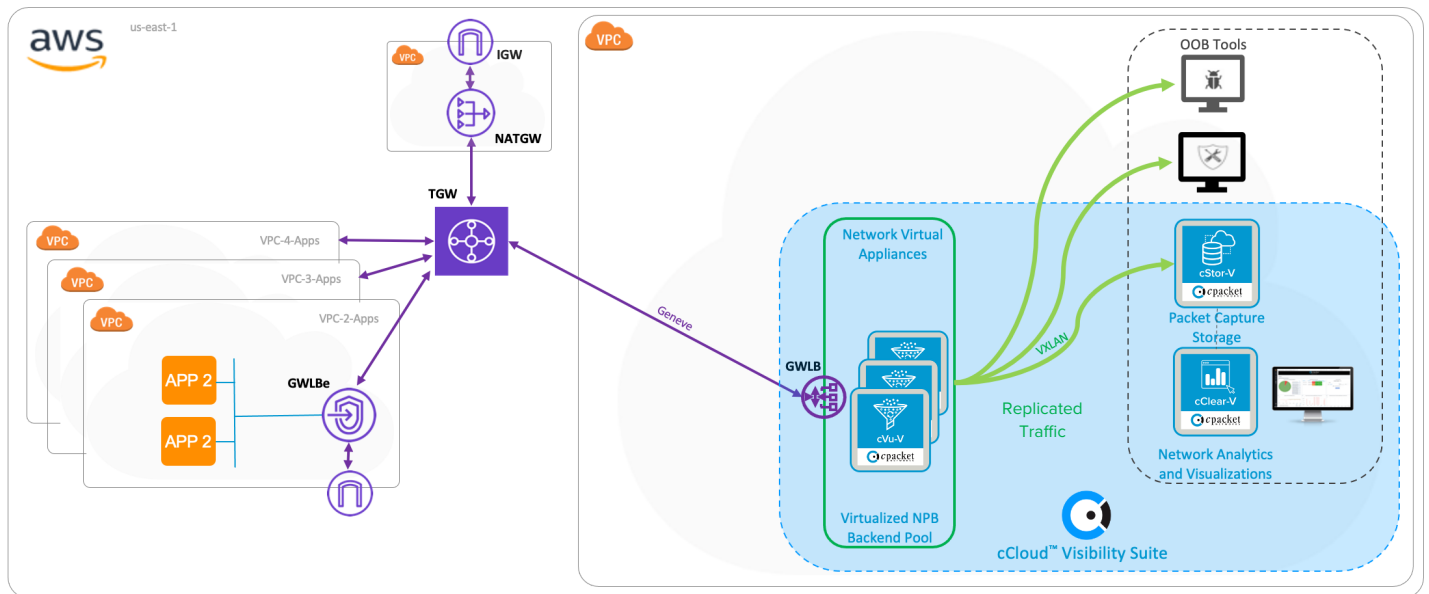 aws
us-east-1
VPC
IGW
NATGW
TGW
VPC
VPC-4-Apps
VPC
VPC-3-Apps
VPC
VPC-2-Apps
APP 2
APP 2
GWLBe
Geneve
VPC
OOB Tools
Network Virtual
Appliances
GWLB
cVu-V
cpacket
Virtualized NPB
Backend Pool
VXLAN
Replicated
Traffic
cStor-V
cpacket
Packet Capture
Storage
cClear-V
cpacket
Network Analytics
and Visualizations
cCloud™ Visibility Suite